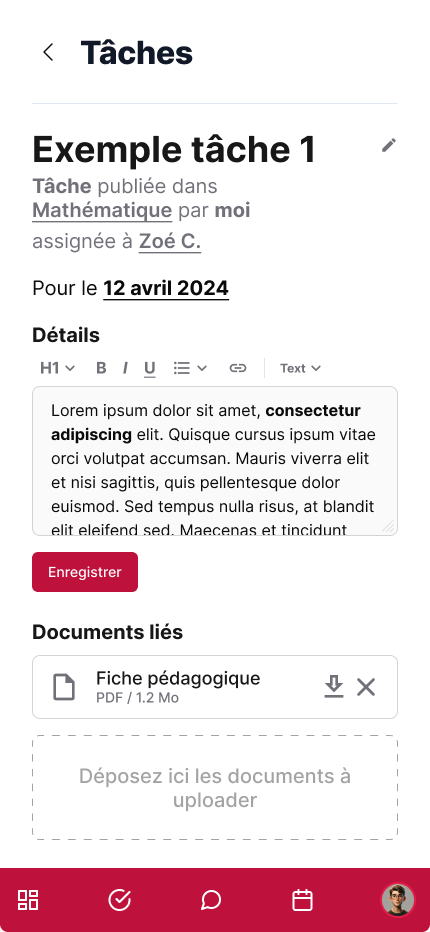 Tâches
Exemple tâche 1
Tâche publiée dans
Mathématique par moi
assignée à Zoé C.
Pour le 12 avril 2024
Détails
H1 B I U Text
Lorem ipsum dolor sit amet, consectetur
adipiscing elit. Quisque cursus ipsum vitae
orci volutpat accumsan. Mauris viverra elit
et nisi sagittis, quis pellentesque dolor
euismod. Sed tempus nulla risus, at blandit
elit eleifend sed. Maecenas et tincidunt
Enregistrer
Documents liés
Fiche pédagogique
PDF / 1.2 Mo
Déposez ici les documents à
uploader